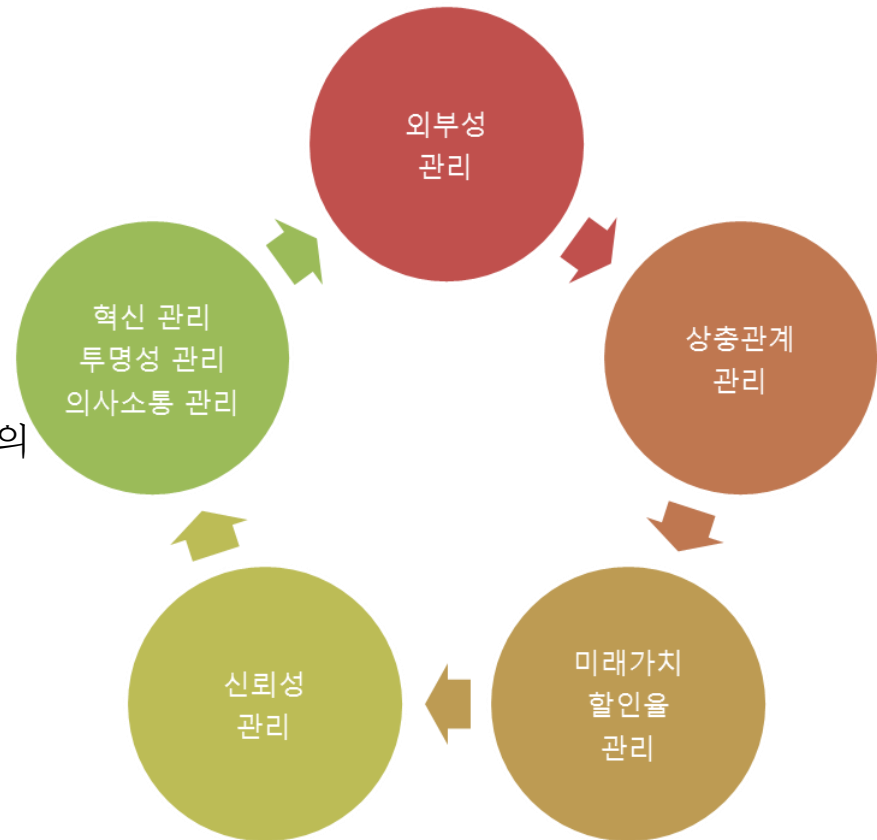 외부성
관리
상충관계
관리
미래가치
할인율
관리
신뢰성
관리
혁신 관리
투명성 관리
의사소통 관리
의